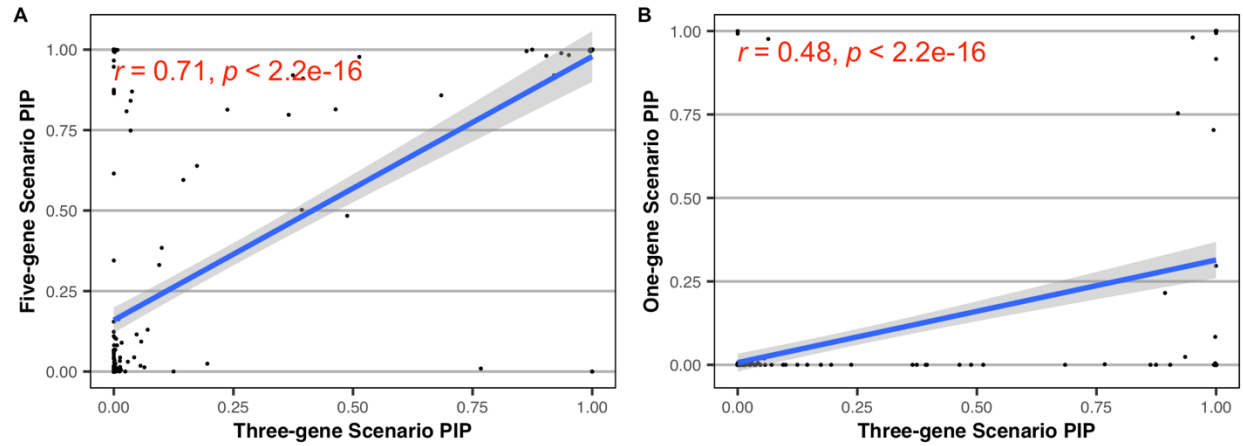 A
1.00
0.75
0.50
0.25
0.00
Five-gene Scenario PIP
r = 0.71, p < 2.2e-16
0.00
0.25
0.50
0.75
1.00
Three-gene Scenario PIP
B
1.00
0.75
0.50
0.25
0.00
One-gene Scenario PIP
r = 0.48, p < 2.2e-16
0.00
0.25
0.50
0.75
1.00
Three-gene Scenario PIP